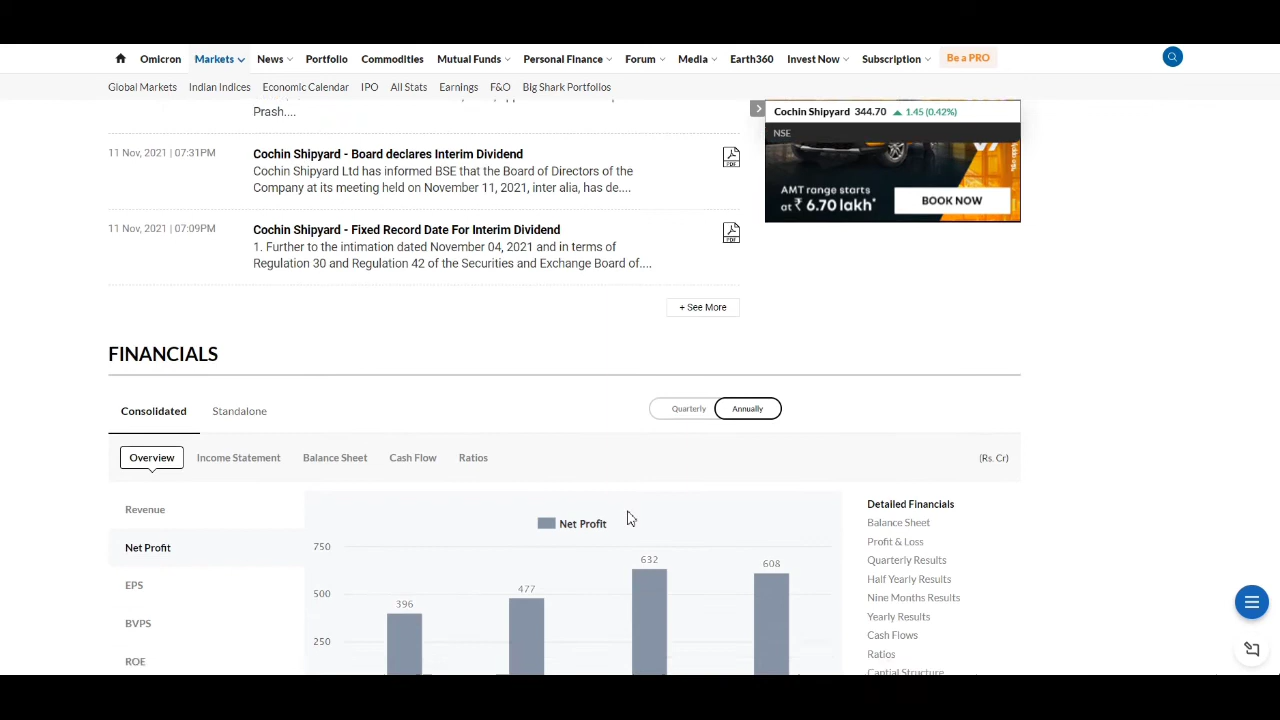 Omicron Markets News Portfolio Commodities Mutual Funds Personal Finance Forum Media Earth360 Invest Now Subscription Be a PRO
Global Markets Indian Indices Economic Calendar IPO All Stats Earnings F&O Big Shark Portfolios
Prash....
11 Nov, 2021 | 07:31PM
Cochin Shipyard - Board declares Interim Dividend
Cochin Shipyard Ltd has informed BSE that the Board of Directors of the
Company at its meeting held on November 11, 2021, inter alia, has de....
PDF
11 Nov, 2021 | 07:09PM
Cochin Shipyard - Fixed Record Date For Interim Dividend
1. Further to the intimation dated November 04, 2021 and in terms of
Regulation 30 and Regulation 42 of the Securities and Exchange Board of....
PDF
+ See More
Cochin Shipyard 344.70 1.45 (0.42%)
NSE
AMT range starts
at ₹ 6.70 lakh*
BOOK NOW
FINANCIALS
Consolidated Standalone
Quarterly Annually
Overview Income Statement Balance Sheet Cash Flow Ratios
(Rs. Cr)
Revenue
Net Profit
EPS
BVPS
ROE
Net Profit
750
500
250
396
477
632
608
Detailed Financials
Balance Sheet
Profit & Loss
Quarterly Results
Half Yearly Results
Nine Months Results
Yearly Results
Cash Flows
Ratios
Capital Structure